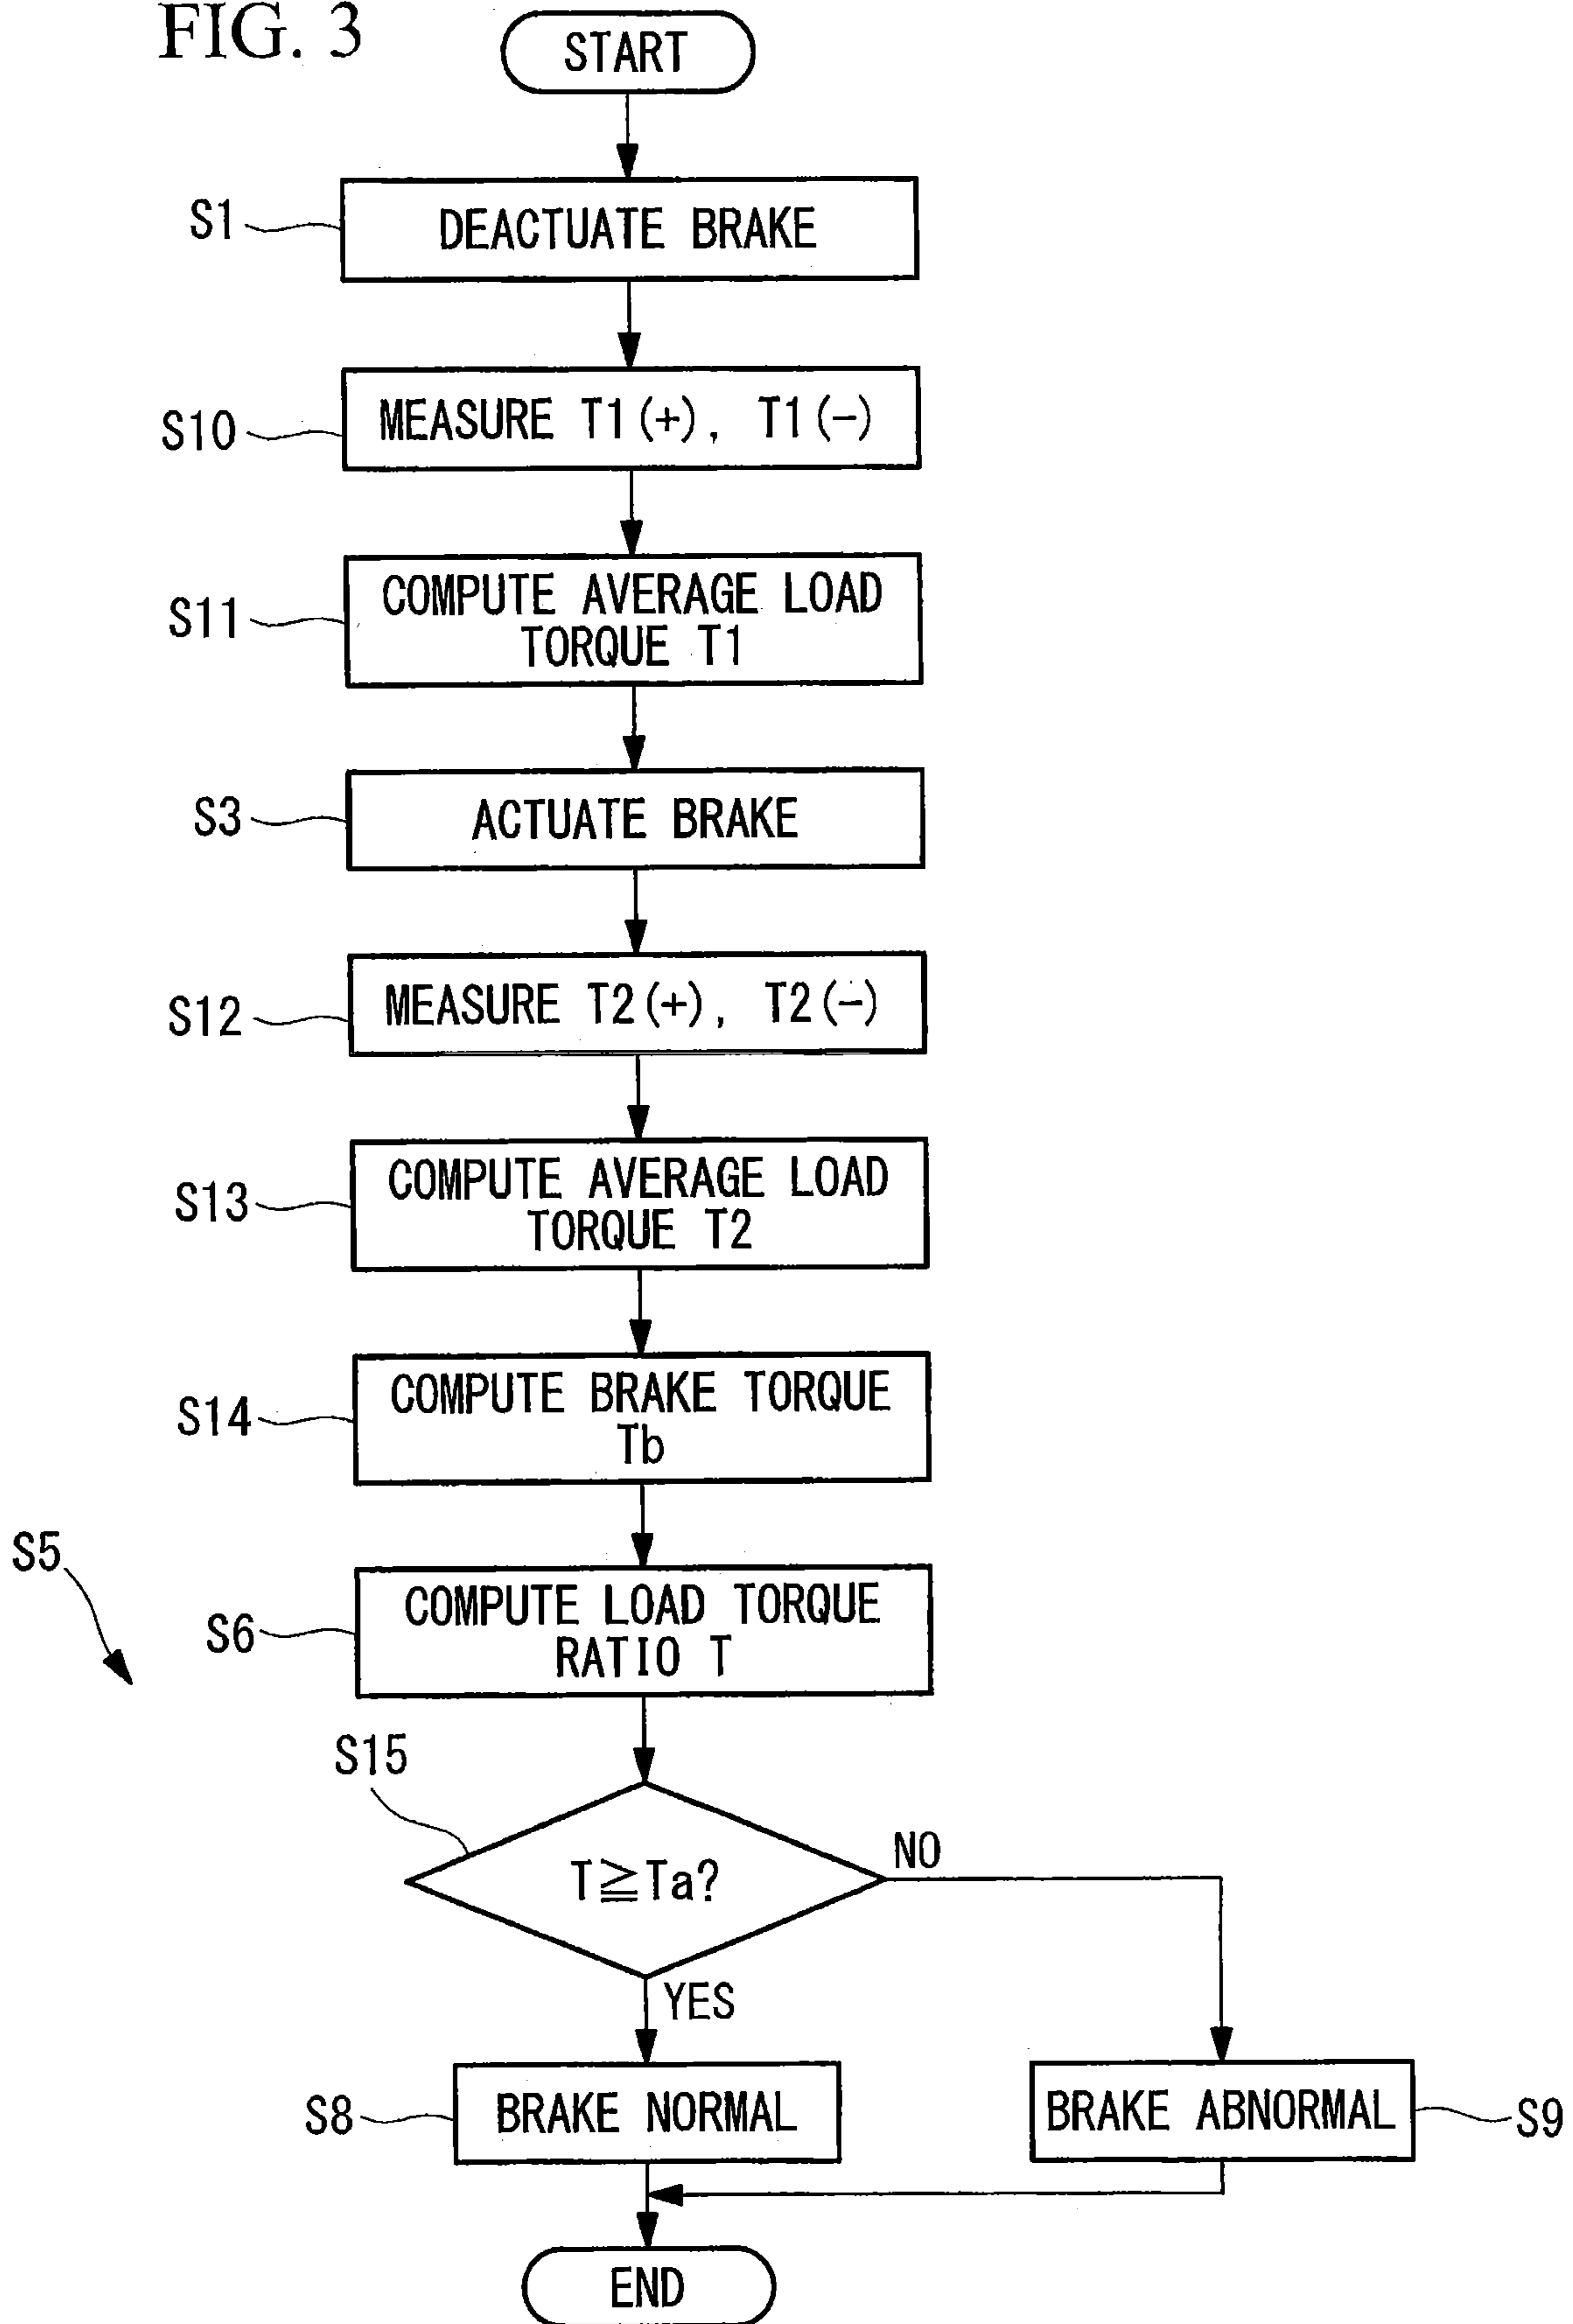 FIG. 3
START
S1
DEACTUATE BRAKE
S10
MEASURE T1(+), T1(−)
S11
COMPUTE AVERAGE LOAD
TORQUE T1
S3
ACTUATE BRAKE
S12
MEASURE T2(+), T2(−)
S13
COMPUTE AVERAGE LOAD
TORQUE T2
S14
COMPUTE BRAKE TORQUE
Tb
S5
S6
COMPUTE LOAD TORQUE
RATIO T
S15
T≧Ta?
NO
YES
S8
BRAKE NORMAL
BRAKE ABNORMAL
S9
END